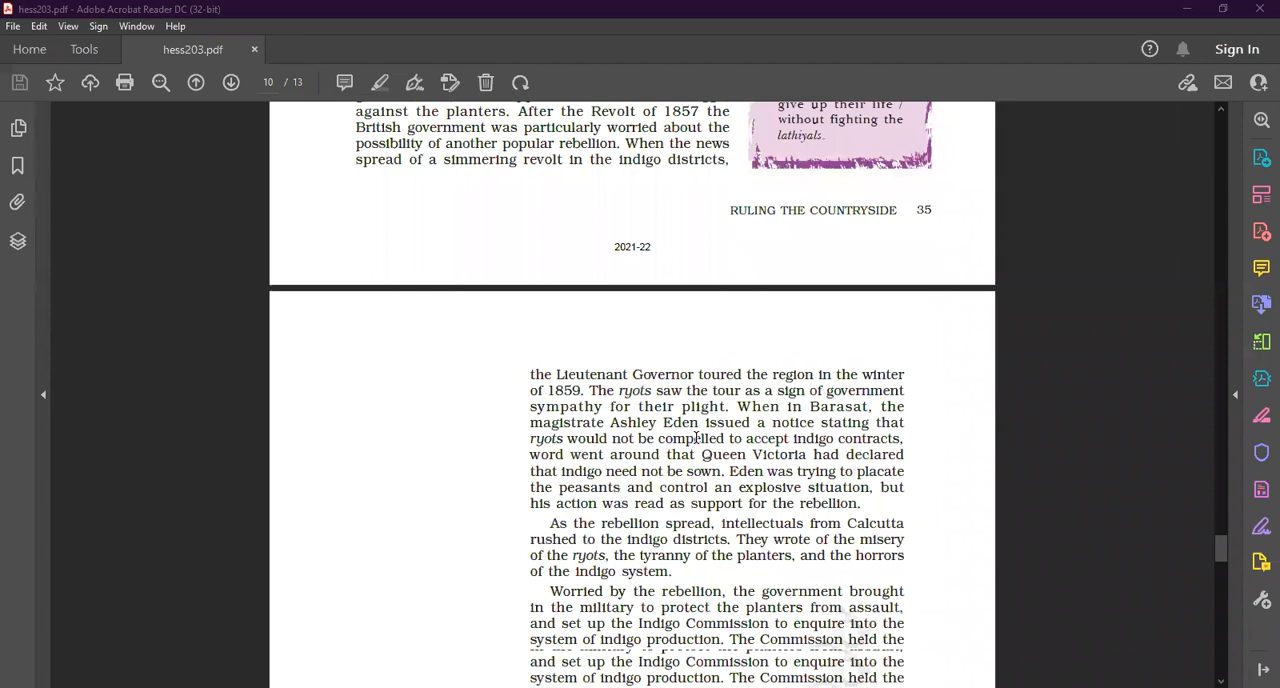 hess203.pdf - Adobe Acrobat Reader DC (32-bit)
File Edit View Sign Window Help
Home Tools hess203.pdf × Sign In
10 / 13
against the planters. After the Revolt of 1857 the
British government was particularly worried about the
possibility of another popular rebellion. When the news
spread of a simmering revolt in the indigo districts,
give up their life /
without fighting the
lathiyals.
RULING THE COUNTRYSIDE 35
2021-22
the Lieutenant Governor toured the region in the winter
of 1859. The ryots saw the tour as a sign of government
sympathy for their plight. When in Barasat, the
magistrate Ashley Eden issued a notice stating that
ryots would not be compelled to accept indigo contracts,
word went around that Queen Victoria had declared
that indigo need not be sown. Eden was trying to placate
the peasants and control an explosive situation, but
his action was read as support for the rebellion.
As the rebellion spread, intellectuals from Calcutta
rushed to the indigo districts. They wrote of the misery
of the ryots, the tyranny of the planters, and the horrors
of the indigo system.
Worried by the rebellion, the government brought
in the military to protect the planters from assault,
and set up the Indigo Commission to enquire into the
system of indigo production. The Commission held the
and set up the Indigo Commission to enquire into the
system of indigo production. The Commission held the